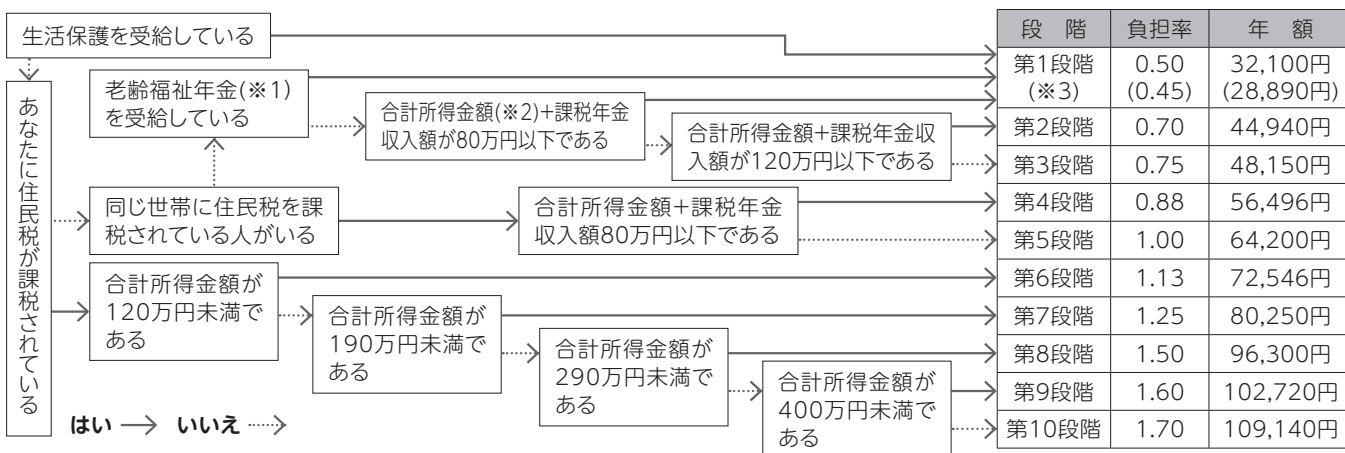 生活保護を受給している
あなたに住民税が課税されている
老齢福祉年金(※1)
を受給している
合計所得金額(※2)+課税年金
収入額が80万円以下である
合計所得金額+課税年金収
入額が120万円以下である
同じ世帯に住民税を課
税されている人がいる
合計所得金額+課税年金
収入額80万円以下である
合計所得金額が
120万円未満で
ある
合計所得金額が
190万円未満で
ある
合計所得金額が
290万円未満で
ある
合計所得金額が
400万円未満で
ある
はい → いいえ ⋯>
段 階 負担率 年 額
第1段階 0.50 32,100円
(※3) (0.45) (28,890円)
第2段階 0.70 44,940円
第3段階 0.75 48,150円
第4段階 0.88 56,496円
第5段階 1.00 64,200円
第6段階 1.13 72,546円
第7段階 1.25 80,250円
第8段階 1.50 96,300円
第9段階 1.60 102,720円
第10段階 1.70 109,140円